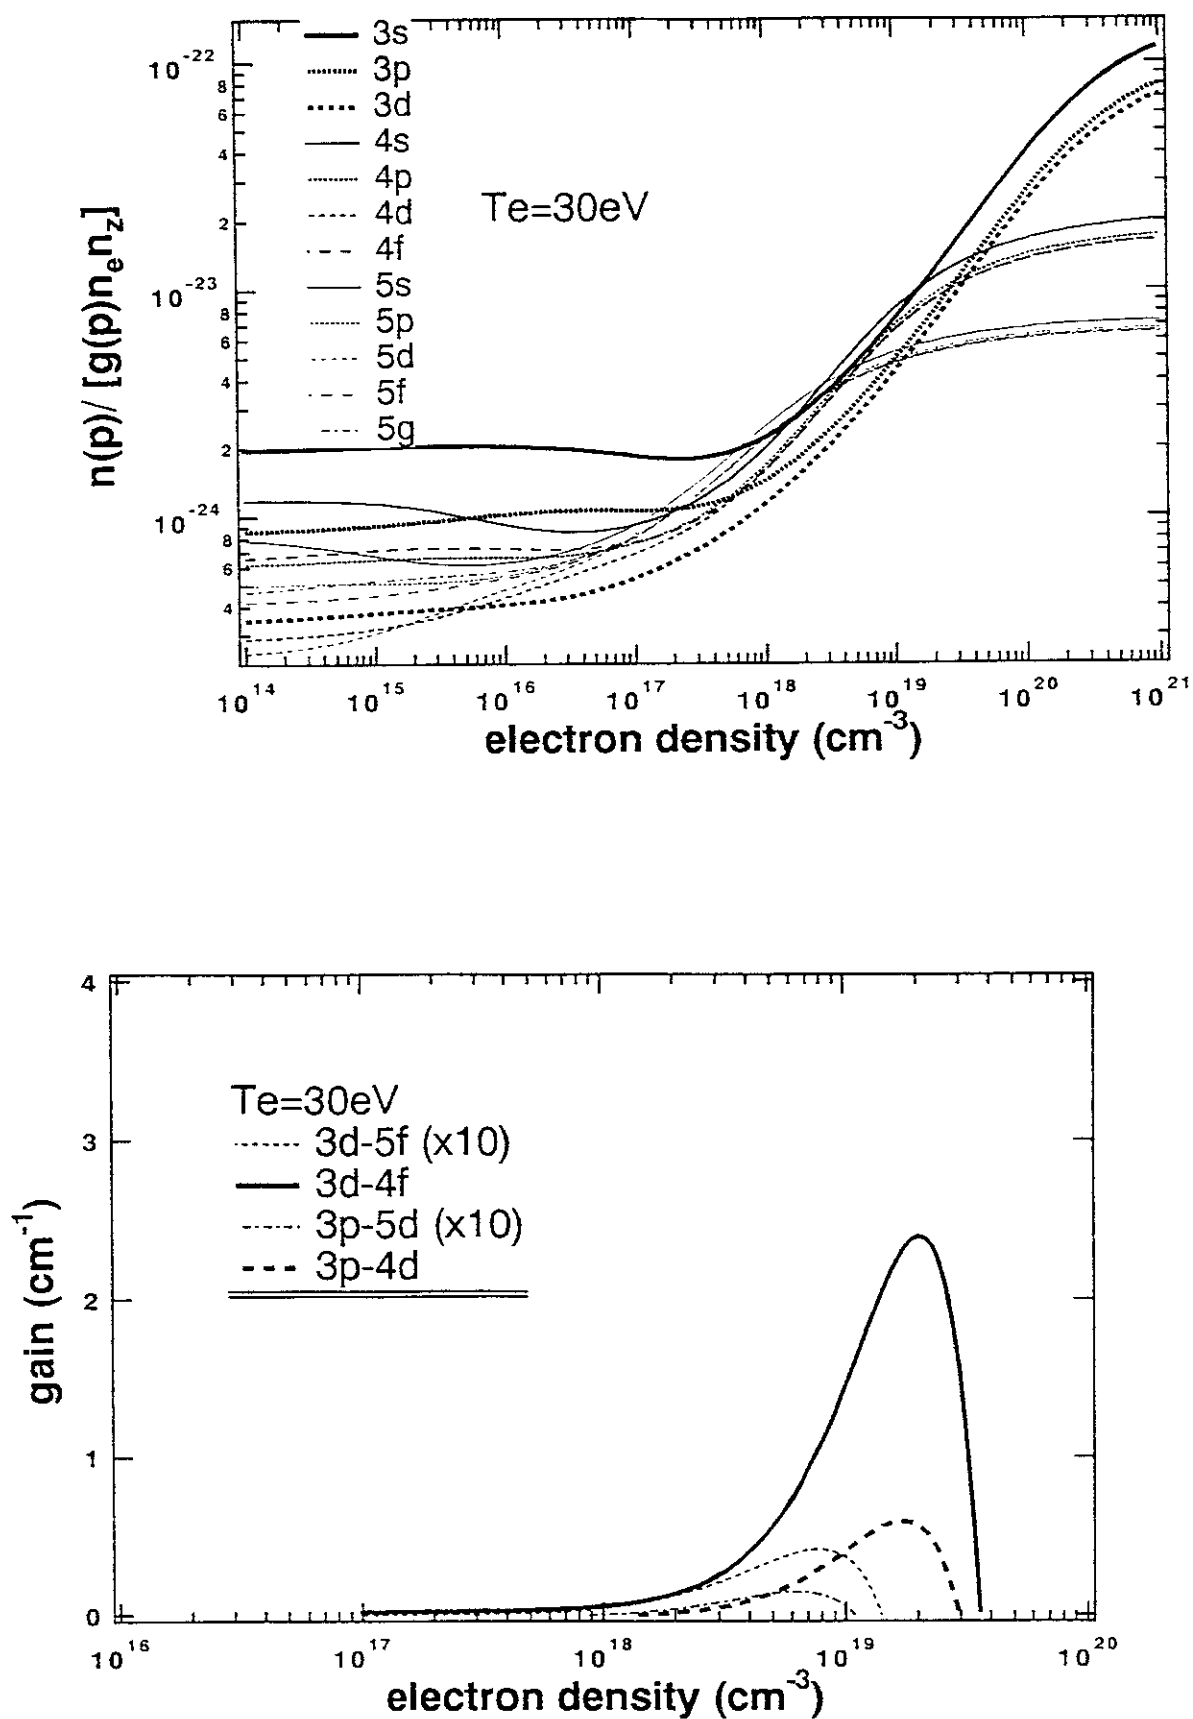 3s
3p
3d
4s
4p
4d
4f
5s
5p
5d
5f
5g
Te=30eV
10-22
8
6
4
2
10-23
8
6
4
2
10-24
8
6
4
n(p)/ [g(p)nenz]
10 14 10 15 10 16 10 17 10 18 10 19 10 20 10 21
electron density (cm-3)
4
3
2
1
0
gain (cm-1)
Te=30eV
3d-5f (x10)
3d-4f
3p-5d (x10)
3p-4d
10 16 10 17 10 18 10 19 10 20
electron density (cm-3)